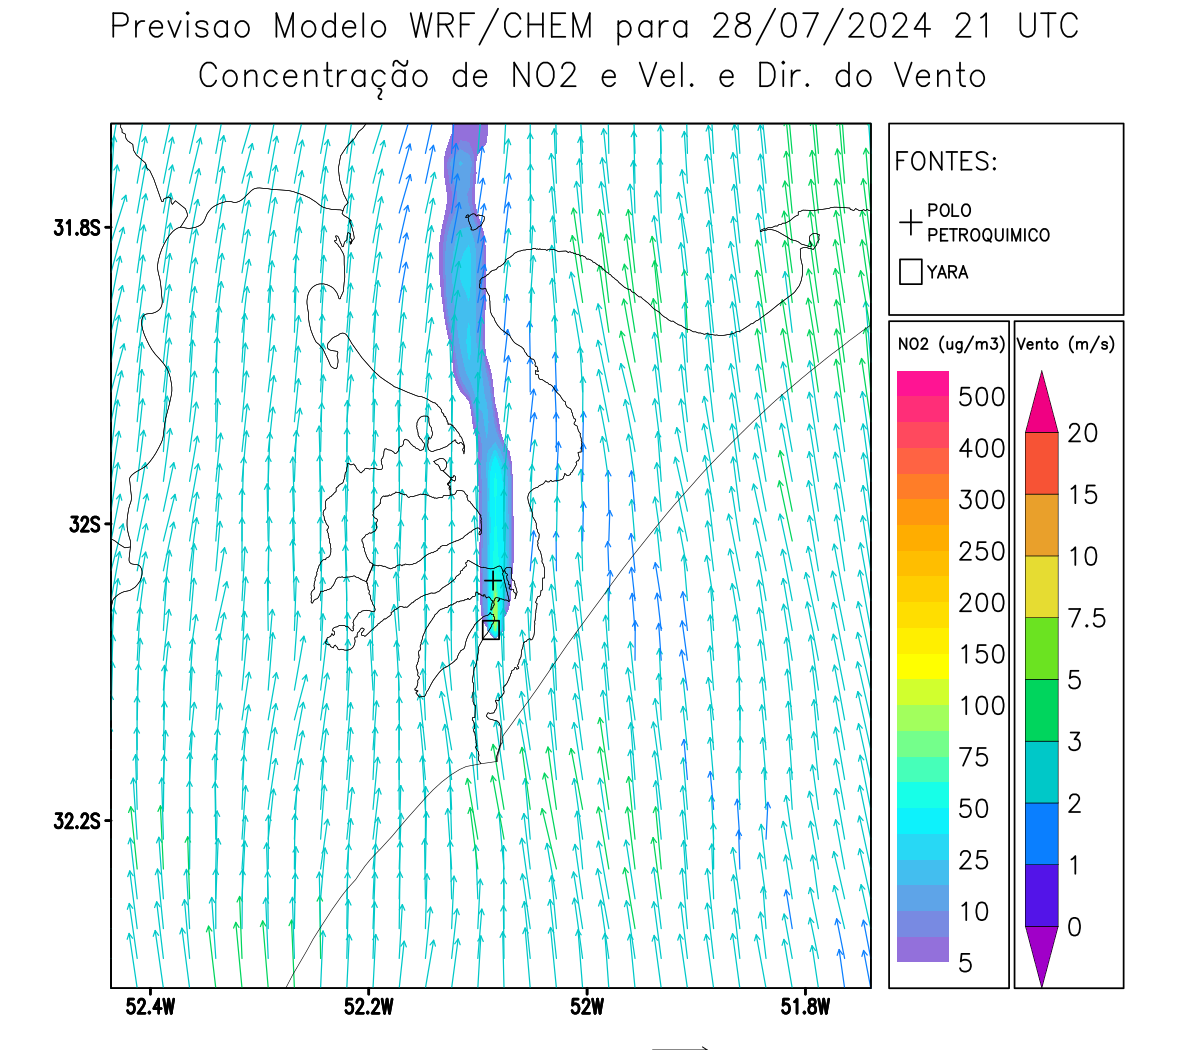 Previsao Modelo WRF/CHEM para 28/07/2024 21 UTC
Concentração de NO2 e Vel. e Dir. do Vento
FONTES:
POLO
PETROQUIMICO
YARA
NO2 (ug/m3)
500
400
300
250
200
150
100
75
50
25
10
5
Vento (m/s)
20
15
10
7.5
5
3
2
1
0
31.8S
32S
32.2S
52.4W
52.2W
52W
51.8W